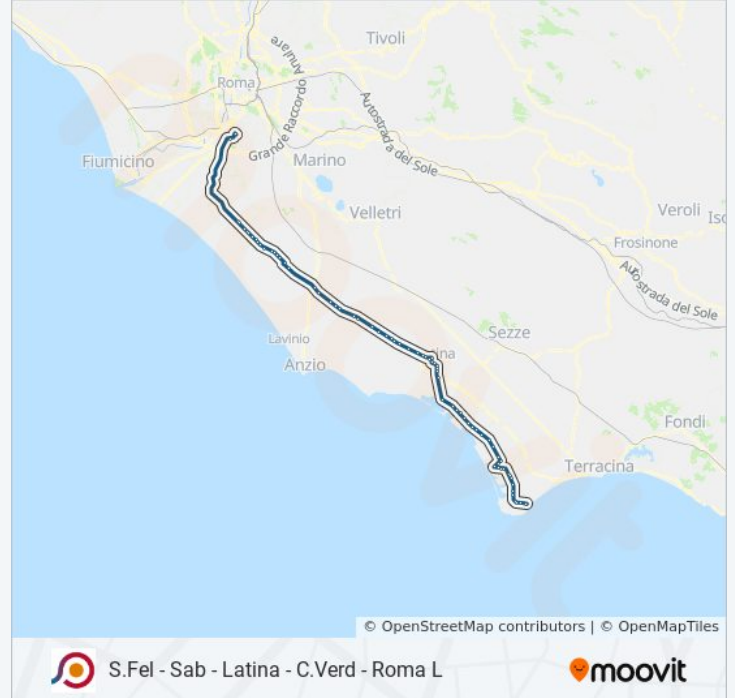 Tivoli
Grande Raccordo Anulare
Roma
Autostrada del Sole
Fiumicino
Marino
Velletri
Veroli
Frosinone
Autostrada del Sole
Sezze
Lavinio
Anzio
Fondi
Terracina
© OpenStreetMap contributors | © OpenMapTiles
S.Fel - Sab - Latina - C.Verd - Roma L
moovit